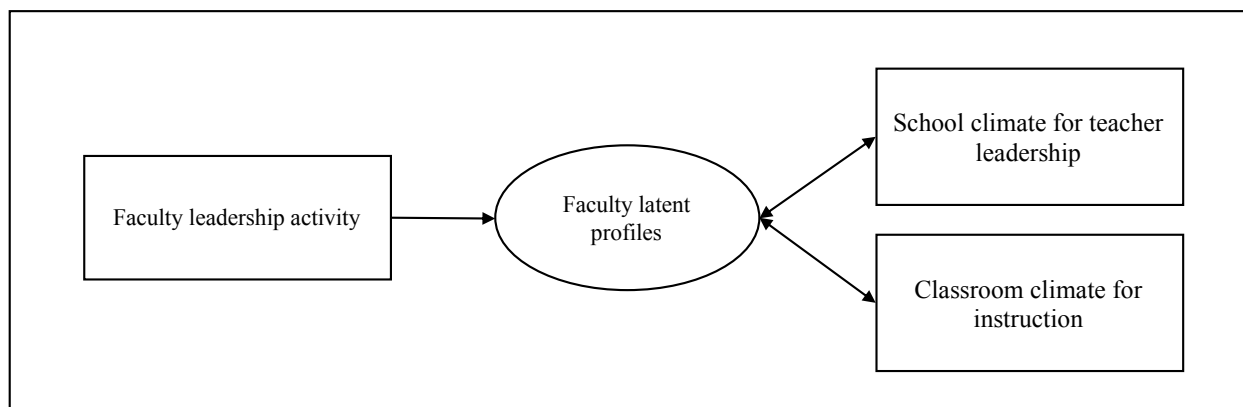 Faculty leadership activity
Faculty latent
profiles
School climate for teacher
leadership
Classroom climate for
instruction